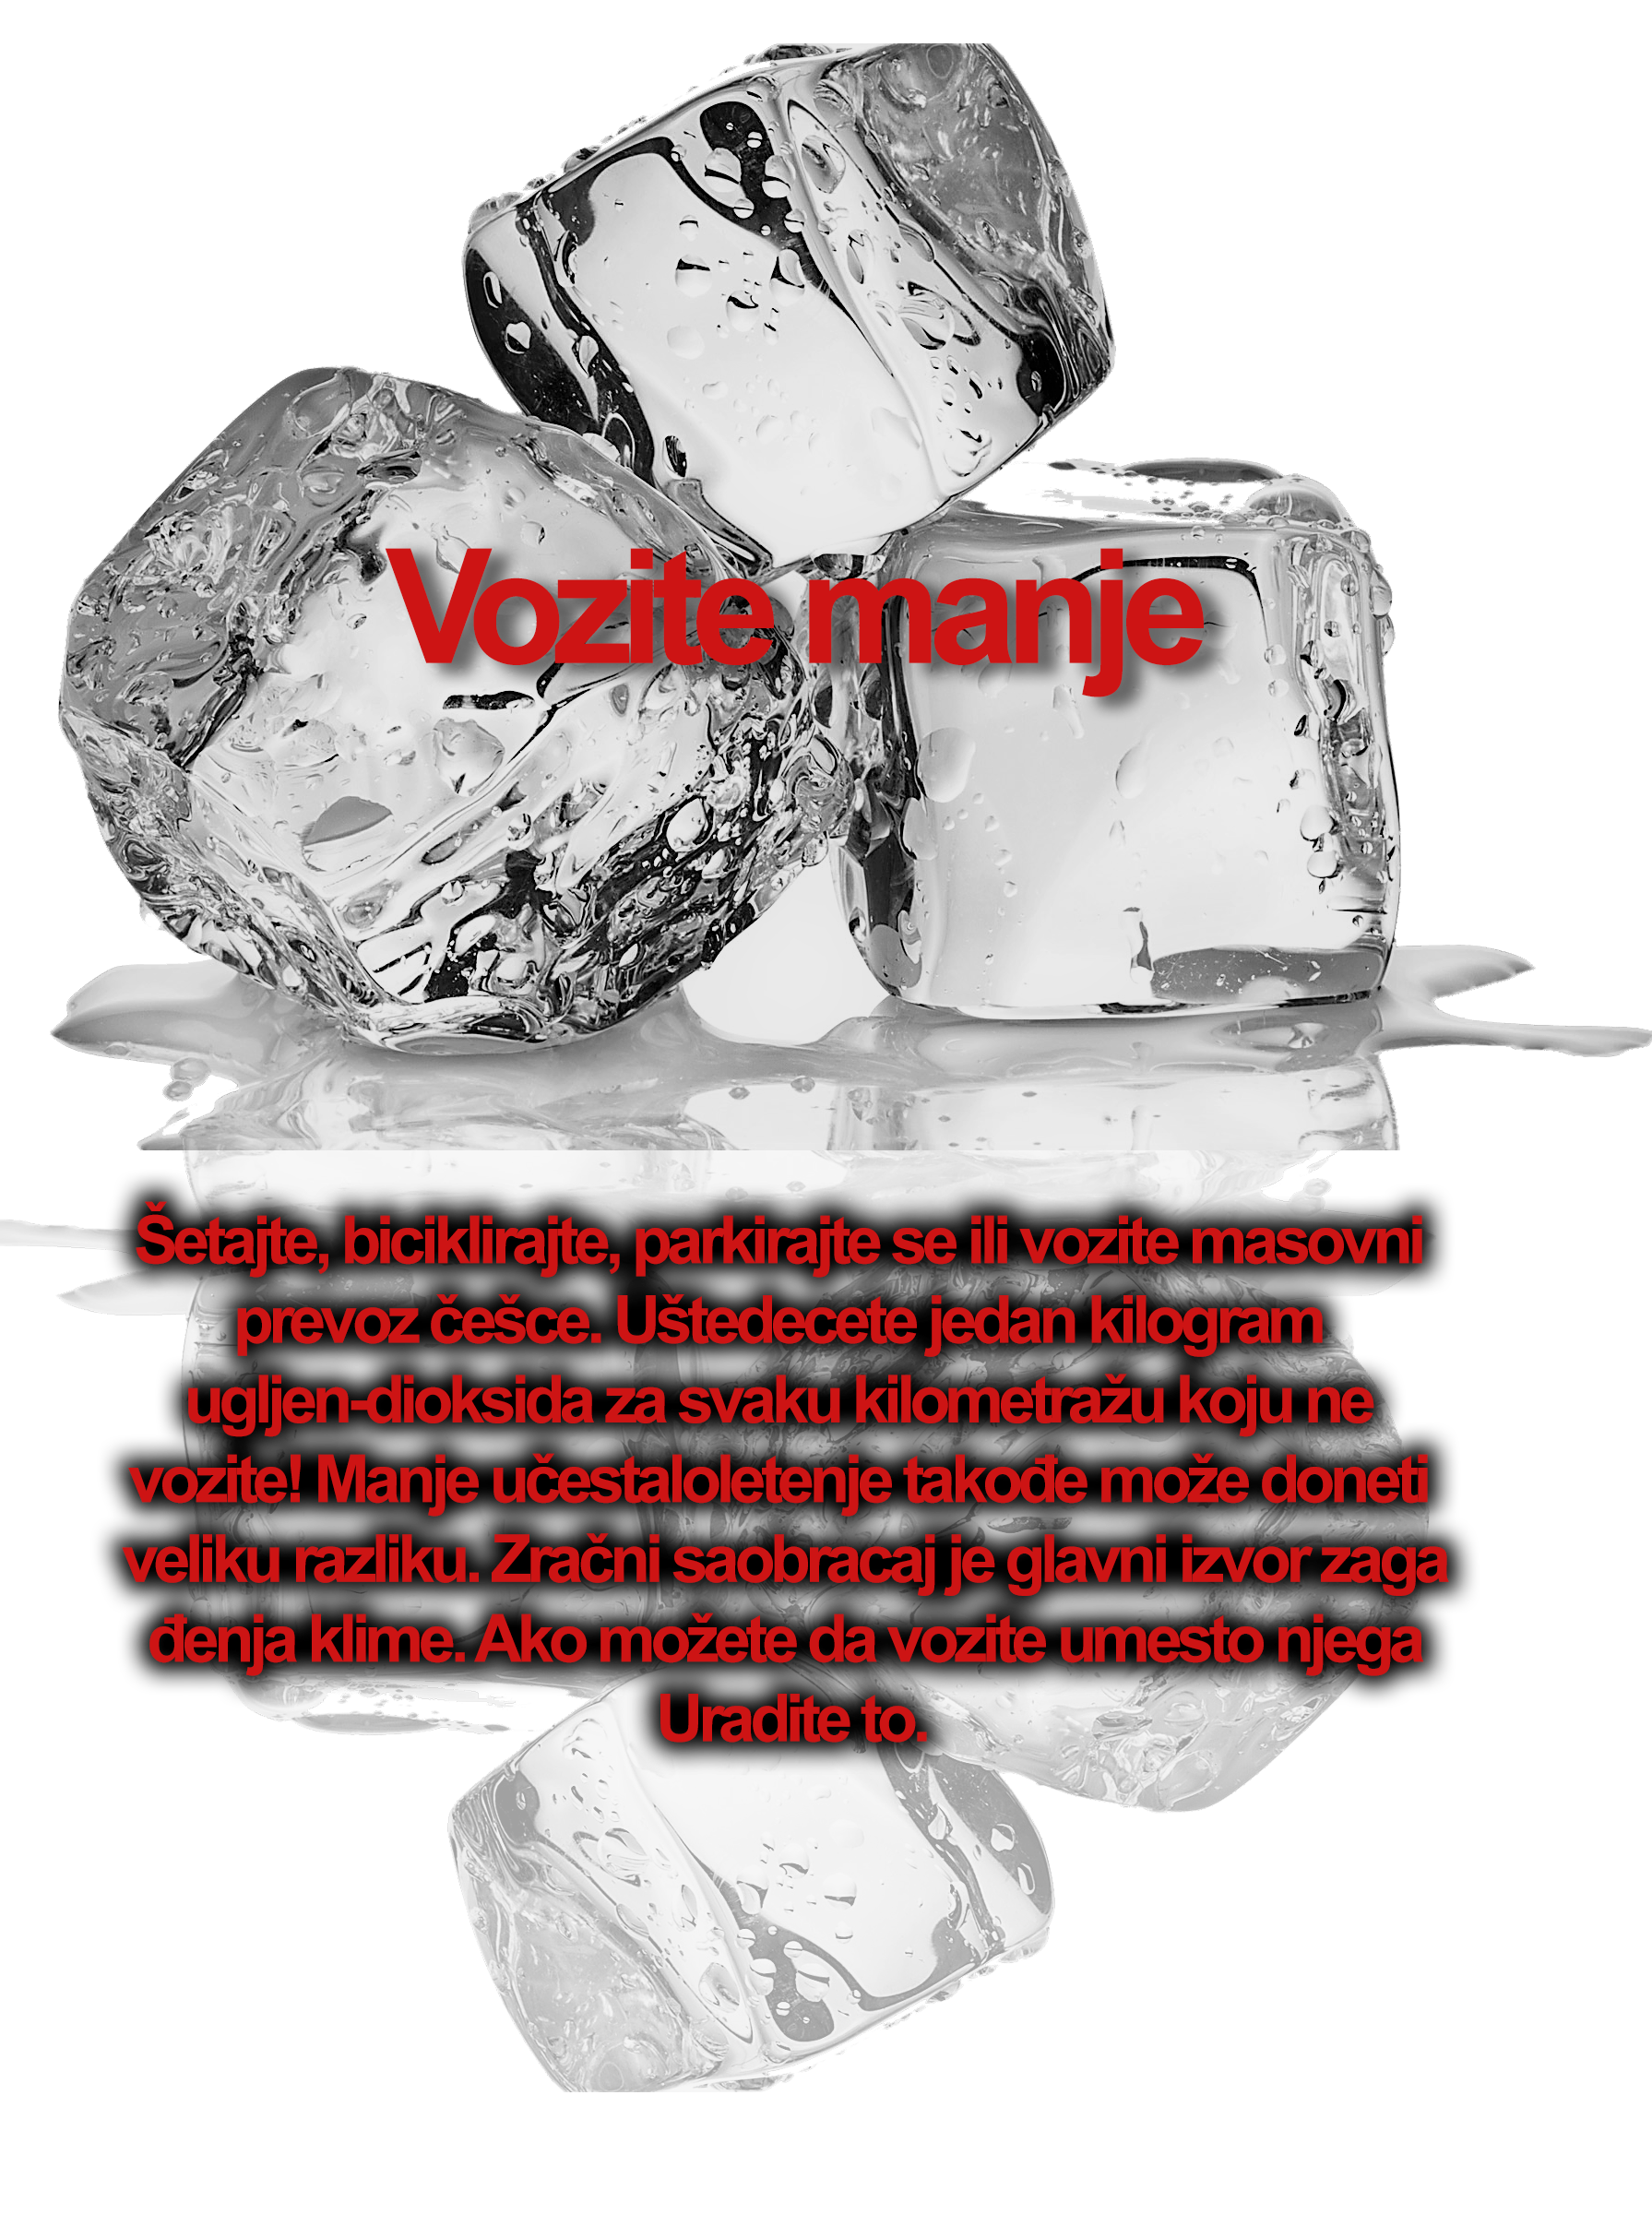 Vozite manje
Šetajte, biciklirajte, parkirajte se ili vozite masovni
prevoz češce. Uštedecete jedan kilogram
ugljen-dioksida za svaku kilometražu koju ne
vozite! Manje učestaloletenje takođe može doneti
veliku razliku. Zračni saobracaj je glavni izvor zaga
đenja klime. Ako možete da vozite umesto njega
Uradite to.